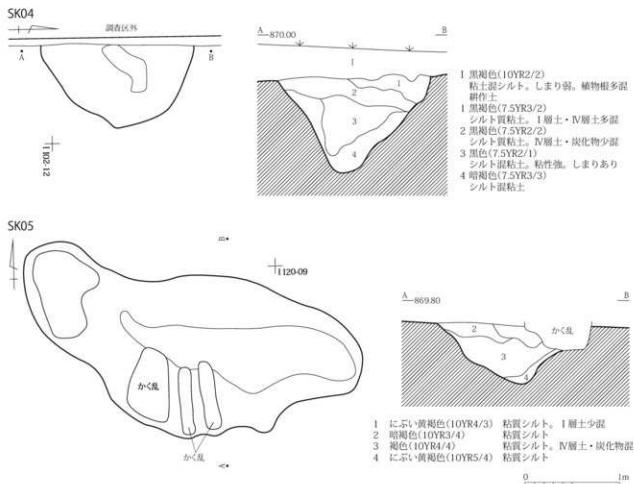 SK04
調査区外
A
B
1102-12
A
870.00
B
I
1
2
3
4
I 黒褐色(10YR2/2)
粘土混シルト。しまり弱。植物根多混
耕作土
1 黒褐色(7.5YR3/2)
シルト質粘土。I層土・Ⅳ層土多混
2 黒褐色(7.5YR2/2)
シルト質粘土。Ⅳ層土・炭化物少混
3 黒色(7.5YR2/1)
シルト混粘土。粘性強。しまりあり
4 暗褐色(7.5YR3/3)
シルト混粘土
SK05
B
1120-09
かく乱
かく乱
A
A
869.80
B
かく乱
2
3
4
1 にぶい黄褐色(10YR4/3) 粘質シルト。I層土少混
2 暗褐色(10YR3/4) 粘質シルト
3 褐色(10YR4/4) 粘質シルト。Ⅳ層土・炭化物混
4 にぶい黄褐色(10YR5/4) 粘質シルト
0 1m